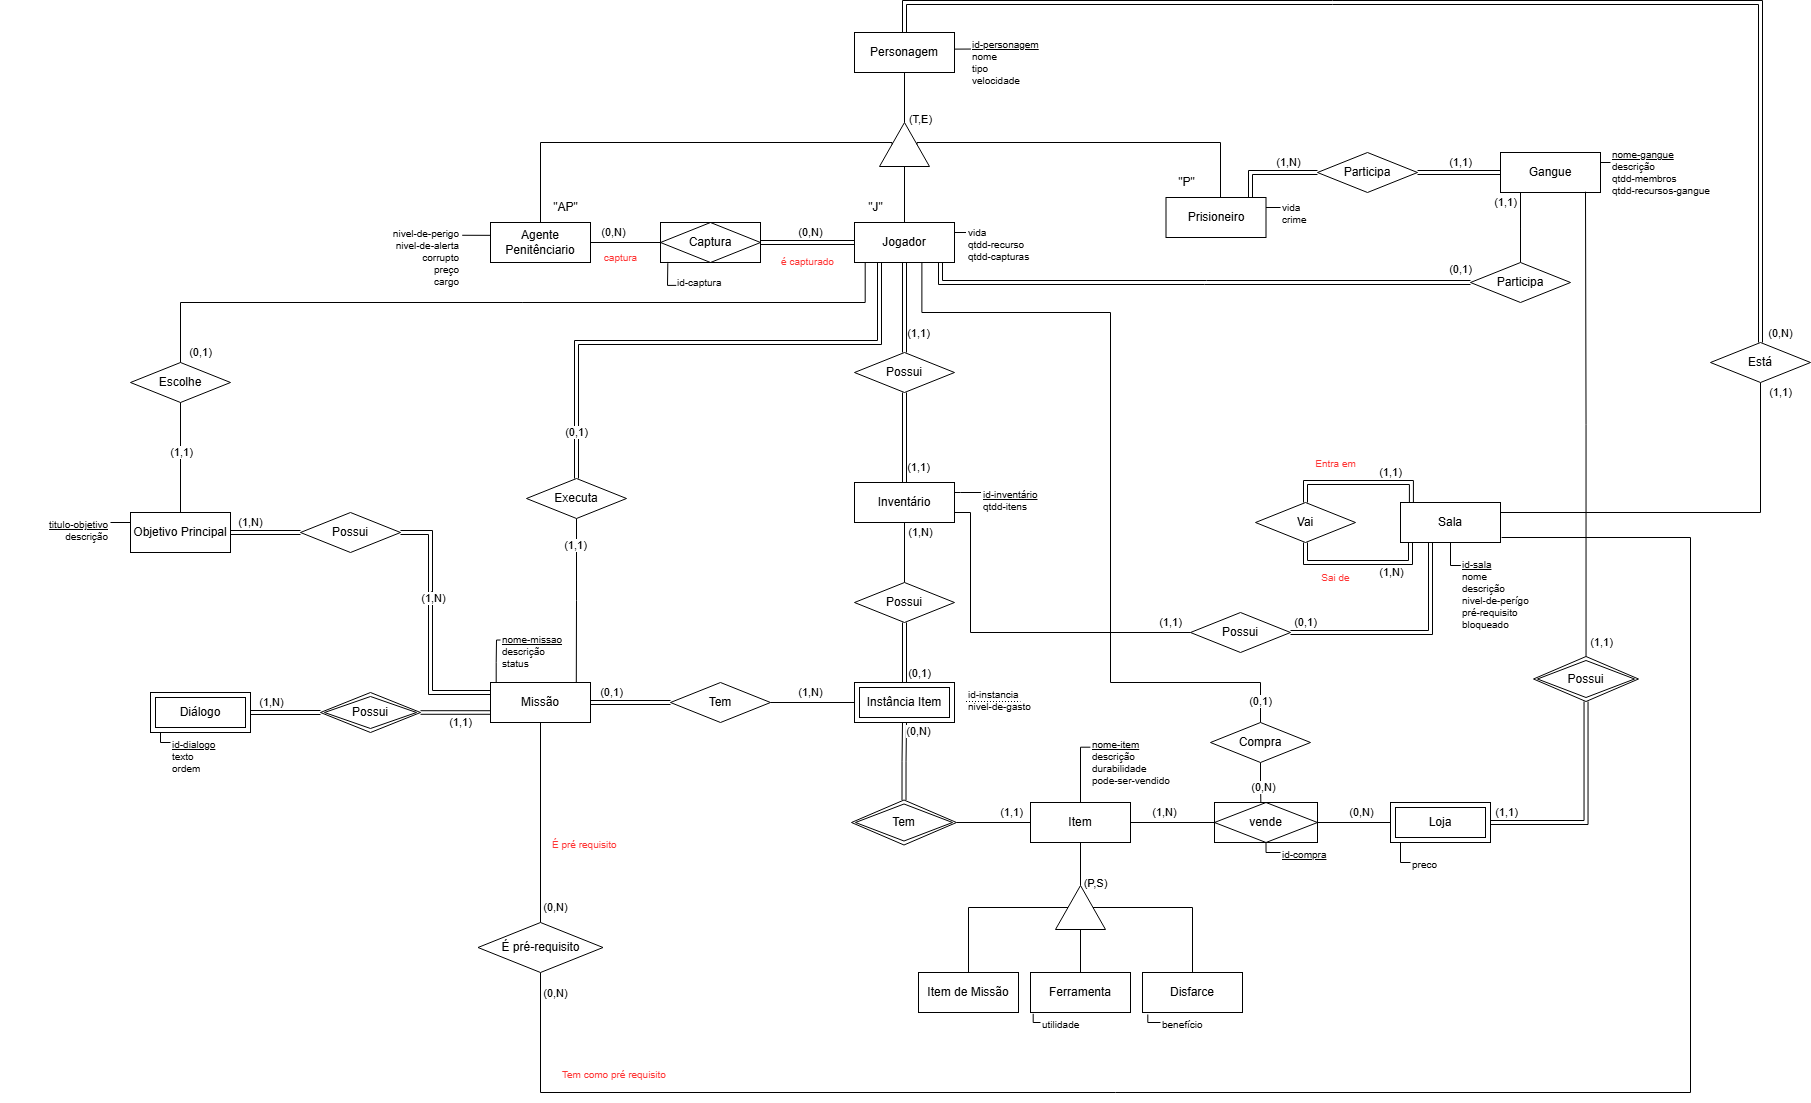 Personagem
id-personagem
nome
tipo
velocidade
(T,E)
"AP"
"J"
"P"
Agente
Penitênciario
nivel-de-perigo
nivel-de-alerta
corrupto
preço
cargo
(0,N)
captura
Captura
id-captura
(0,N)
é capturado
Jogador
vida
qtdd-recurso
qtdd-capturas
Prisioneiro
vida
crime
(1,N)
Participa
(1,1)
Gangue
nome-gangue
descrição
qtdd-membros
qtdd-recursos-gangue
(1,1)
(0,1)
Participa
(0,N)
Está
(1,1)
(0,1)
Escolhe
(1,1)
(0,1)
Executa
(1,1)
(1,1)
Possui
(1,1)
Inventário
id-inventário
qtdd-itens
(1,N)
Entra em
(1,1)
Vai
Sala
Sai de
(1,N)
id-sala
nome
descrição
nivel-de-perígo
pré-requisito
bloqueado
titulo-objetivo
descrição
Objetivo Principal
(1,N)
Possui
(1,N)
Possui
(0,1)
(1,1)
Possui
(0,1)
(1,1)
Possui
nome-missao
descrição
status
Diálogo
(1,N)
Possui
(1,1)
Missão
(0,1)
Tem
(1,N)
Instância Item
id-instancia
nivel-de-gasto
(0,N)
id-dialogo
texto
ordem
(0,1)
Compra
(0,N)
nome-item
descrição
durabilidade
pode-ser-vendido
Tem
(1,1)
Item
(1,N)
vende
(0,N)
Loja
(1,1)
id-compra
preco
É pré requisito
(P,S)
(0,N)
É pré-requisito
(0,N)
Item de Missão
Ferramenta
Disfarce
utilidade
benefício
Tem como pré requisito